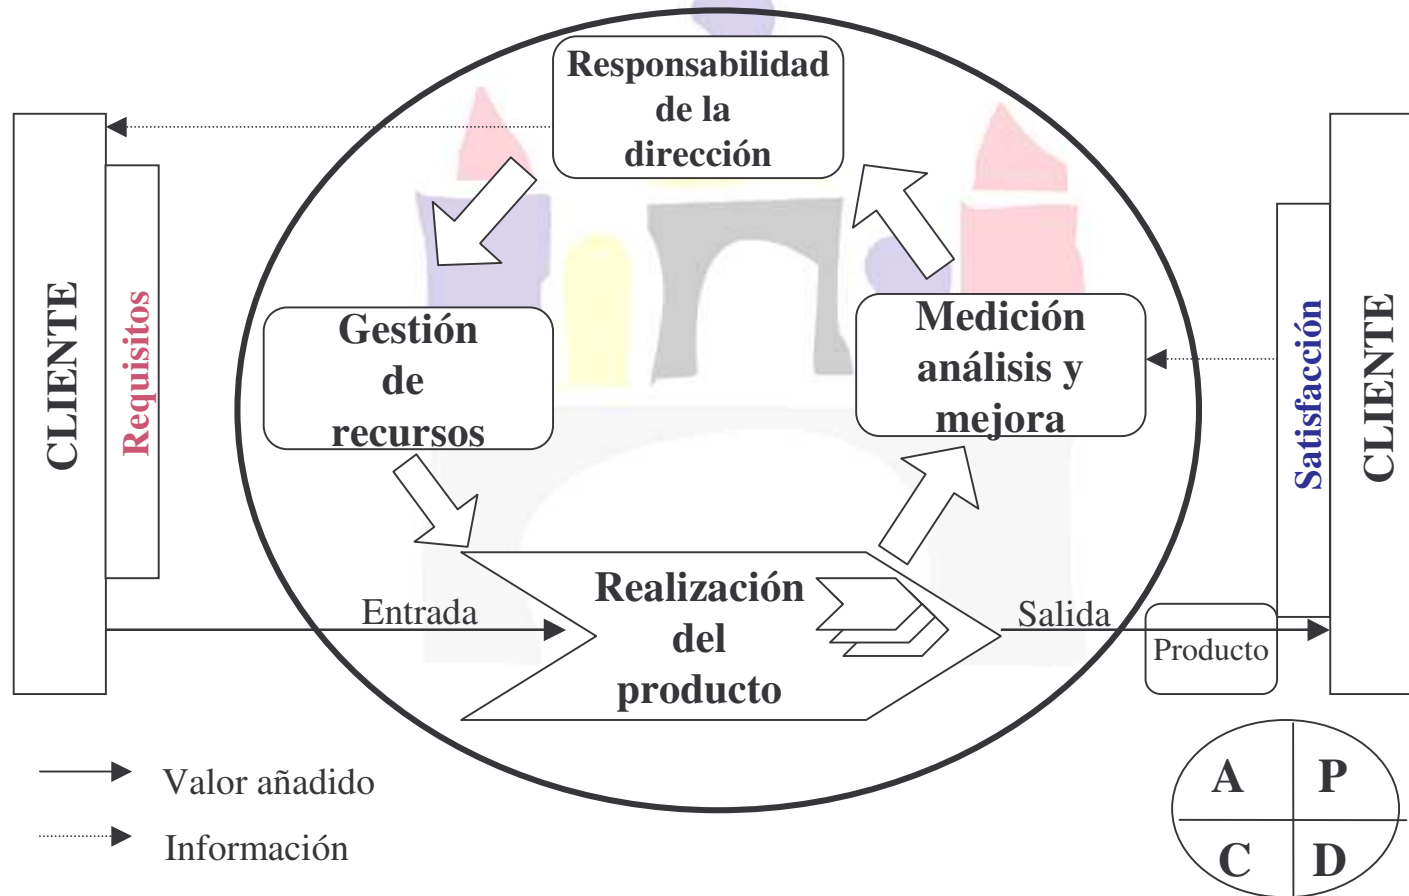 Responsabilidad
de la
dirección
CLIENTE
Requisitos
Gestión
de
recursos
Medición
análisis y
mejora
Satisfacción
CLIENTE
Entrada
Realización
del
producto
Salida
Producto
Valor añadido
Información
A P
C D